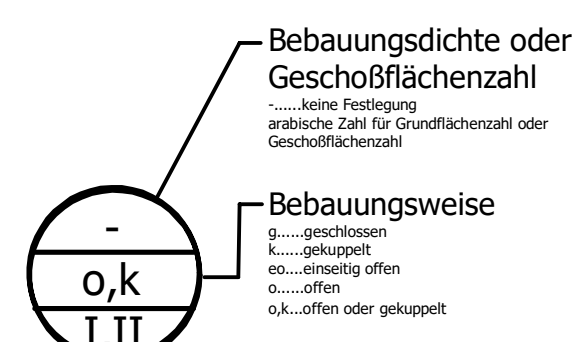 Bebauungsdichte oder
Geschoßflächenzahl
-......keine Festlegung
arabische Zahl für Grundflächenzahl oder
Geschoßflächenzahl
-
Bebauungsweise
g......geschlossen
k......gekuppelt
eo....einseitig offen
o......offen
o,k...offen oder gekuppelt
o,k
I,II